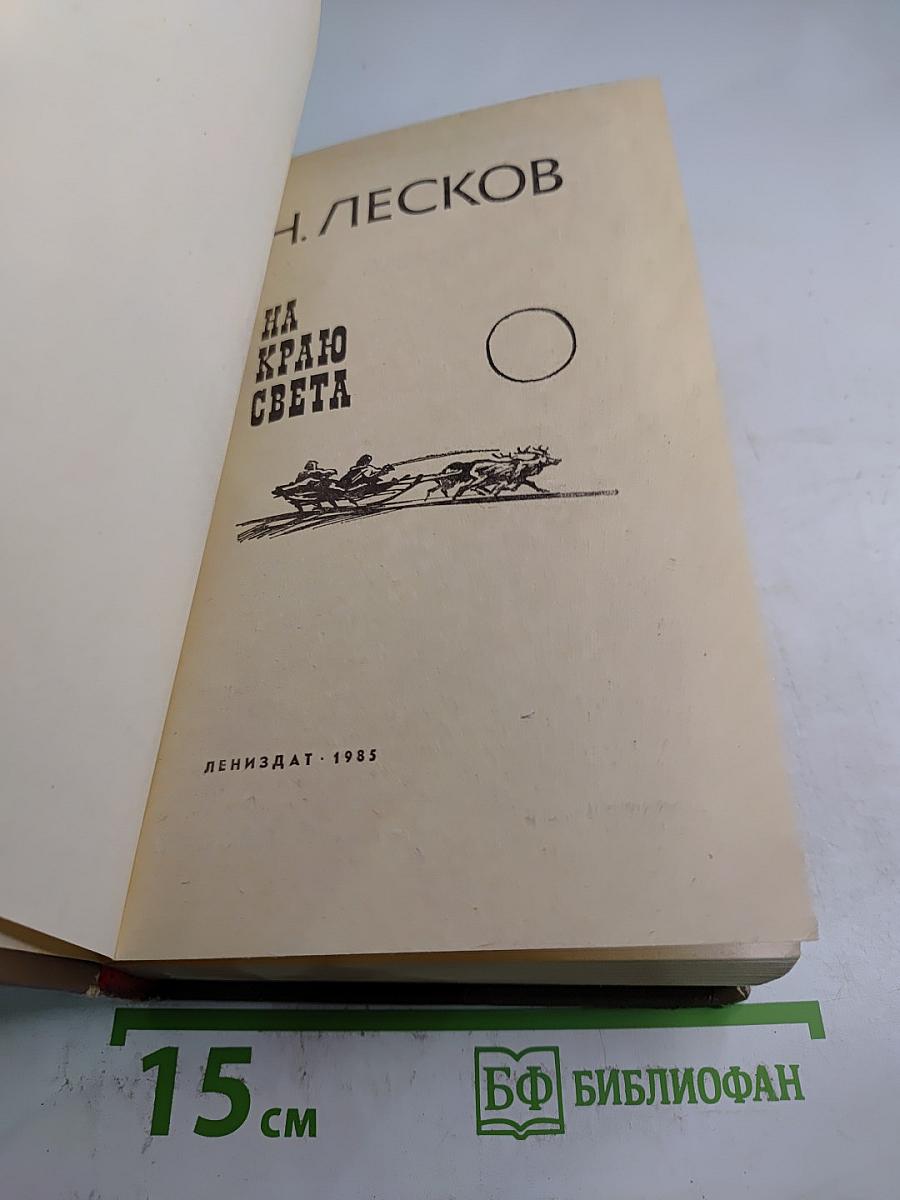 Н. ЛЕСКОВ
НА
КРАЮ
СВЕТА
ЛЕНИЗДАТ · 1985
15 см
БФ БИБЛИОФАН